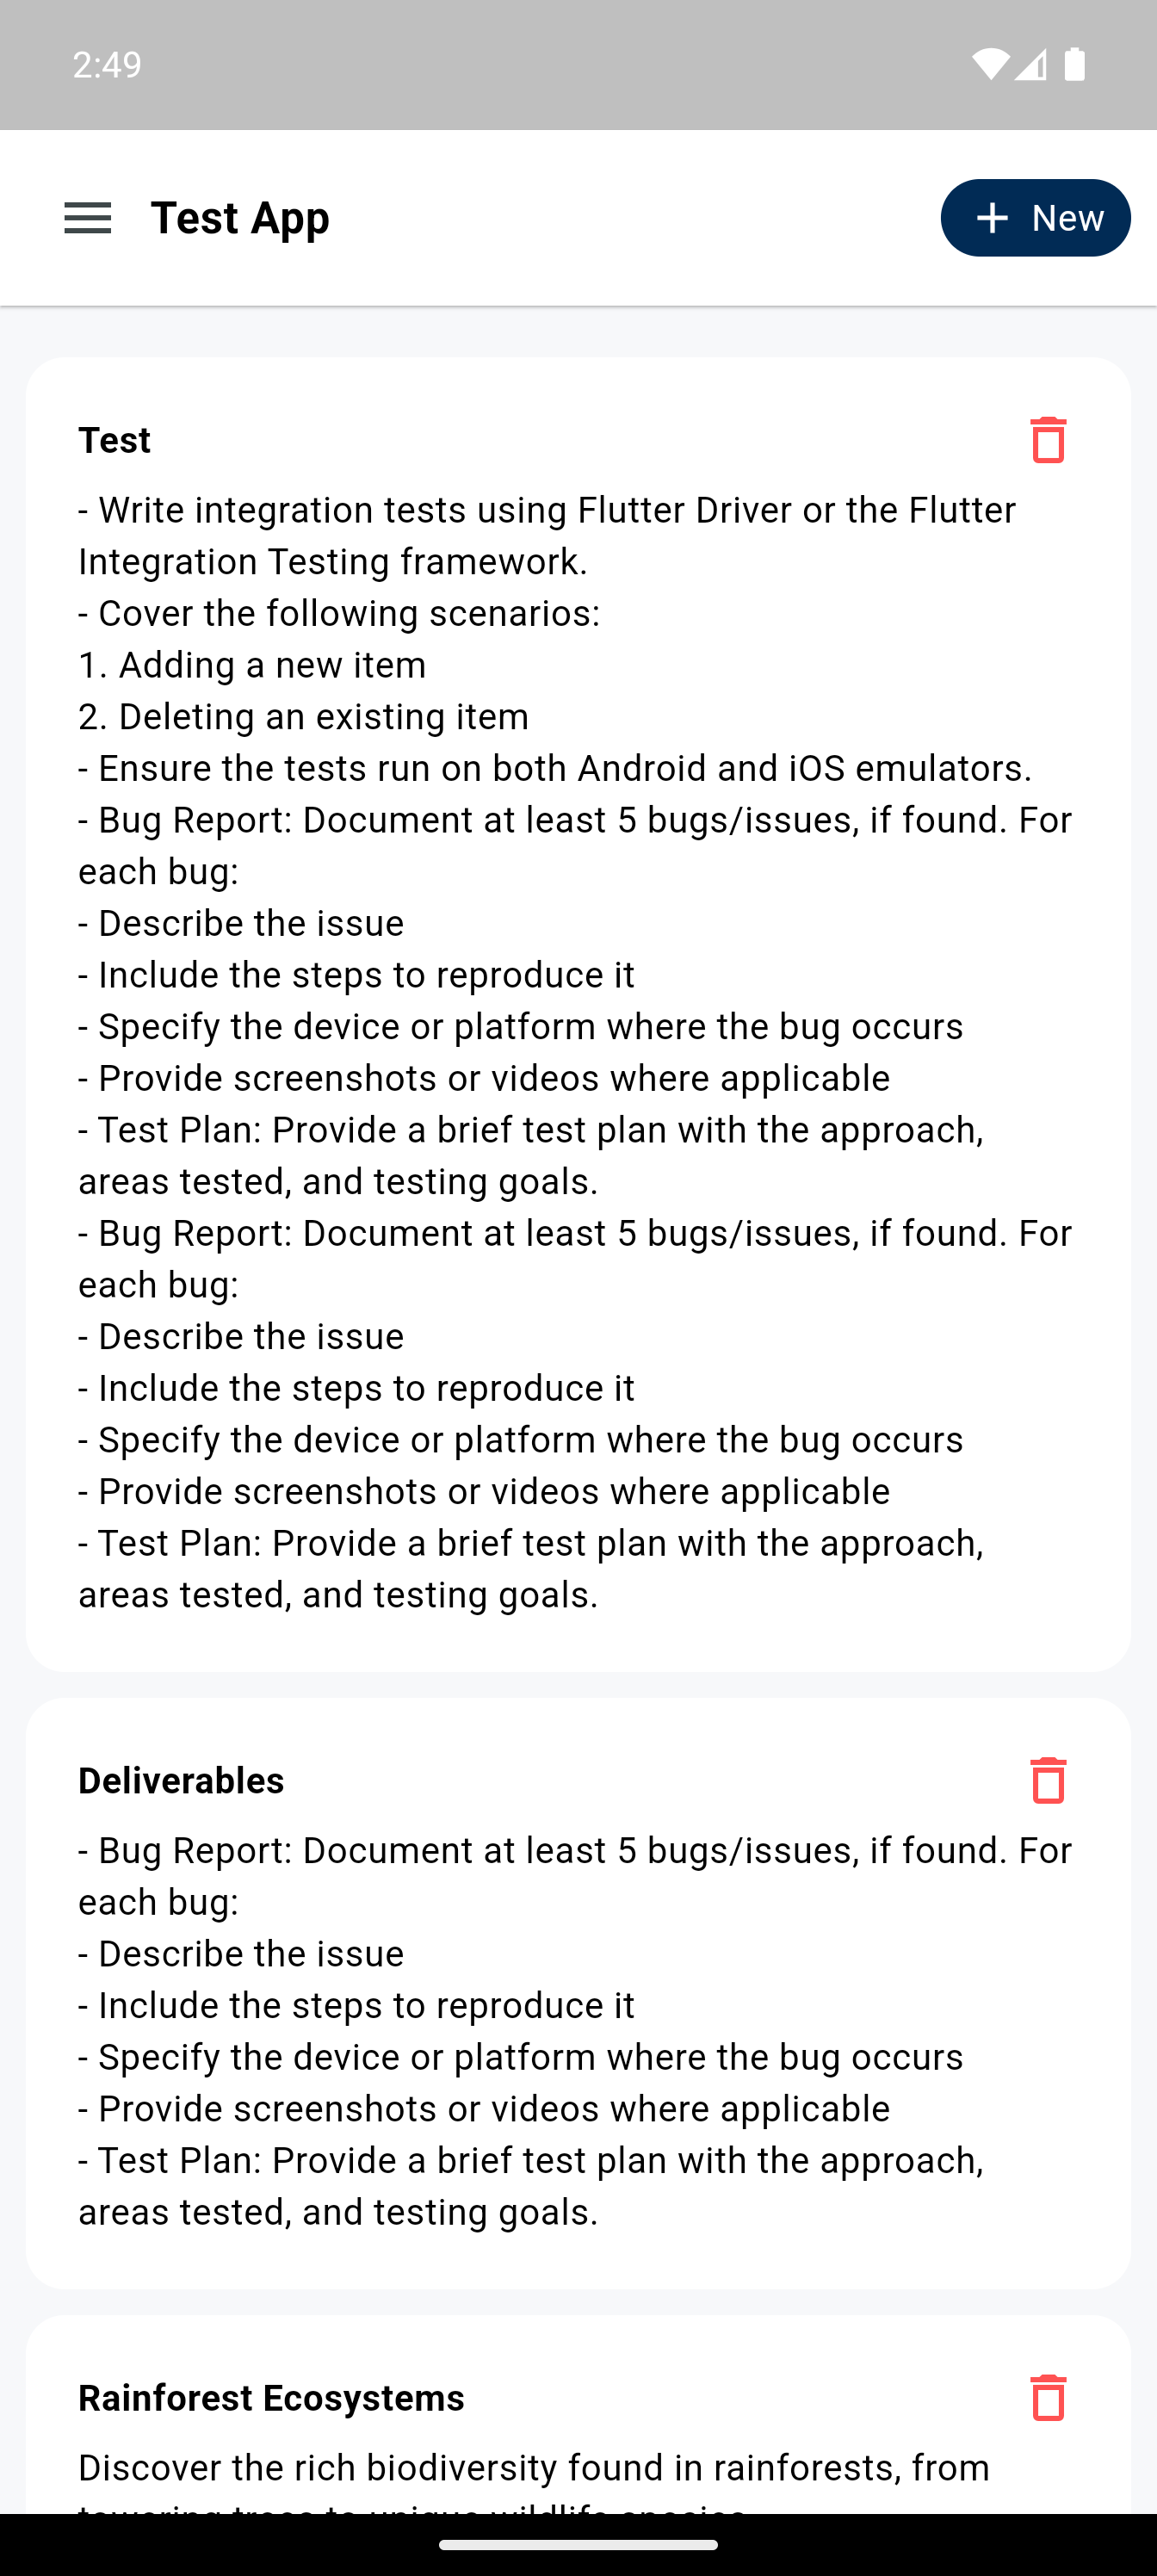 2:49
Test App
New
Test
- Write integration tests using Flutter Driver or the Flutter
Integration Testing framework.
- Cover the following scenarios:
1. Adding a new item
2. Deleting an existing item
- Ensure the tests run on both Android and iOS emulators.
- Bug Report: Document at least 5 bugs/issues, if found. For
each bug:
- Describe the issue
- Include the steps to reproduce it
- Specify the device or platform where the bug occurs
- Provide screenshots or videos where applicable
- Test Plan: Provide a brief test plan with the approach,
areas tested, and testing goals.
- Bug Report: Document at least 5 bugs/issues, if found. For
each bug:
- Describe the issue
- Include the steps to reproduce it
- Specify the device or platform where the bug occurs
- Provide screenshots or videos where applicable
- Test Plan: Provide a brief test plan with the approach,
areas tested, and testing goals.
Deliverables
- Bug Report: Document at least 5 bugs/issues, if found. For
each bug:
- Describe the issue
- Include the steps to reproduce it
- Specify the device or platform where the bug occurs
- Provide screenshots or videos where applicable
- Test Plan: Provide a brief test plan with the approach,
areas tested, and testing goals.
Rainforest Ecosystems
Discover the rich biodiversity found in rainforests, from
towering trees to unique wildlife species.